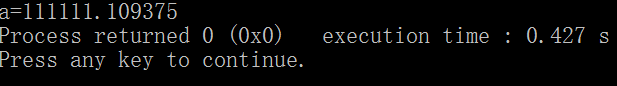 a=111111.109375
Process returned 0 (0x0)   execution time : 0.427 s
Press any key to continue.